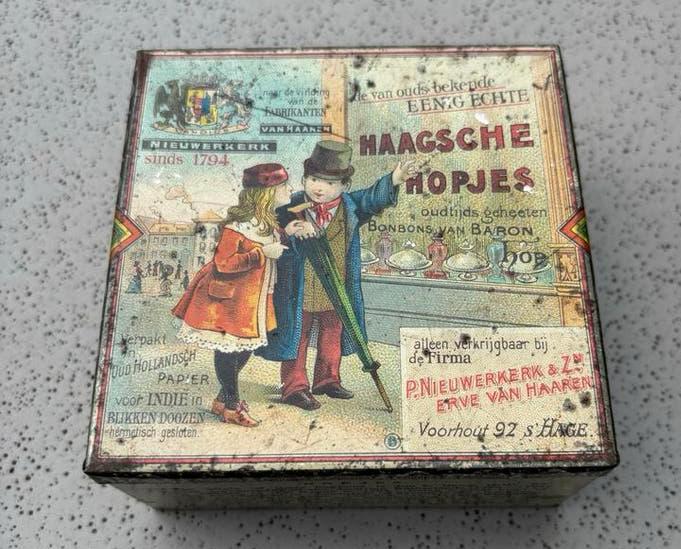 naar de vinding
van de
FABRIKANTEN
VAN HAAREN
NIEUWERKERK
sinds 1794
de van ouds bekende
EENIG ECHTE
HAAGSCHE
HOPJES
oudtijds geheeten
BONBONS VAN BARON
hop
verpakt
in
OUD HOLLANDSCH
PAPIER
voor INDIE in
BLIKKEN DOOZEN
hermetisch gesloten.
alleen verkrijgbaar bij
de Firma
P. NIEUWERKERK & ZN
ERVE VAN HAAREN
Voorhout 92 s'HAGE.
B